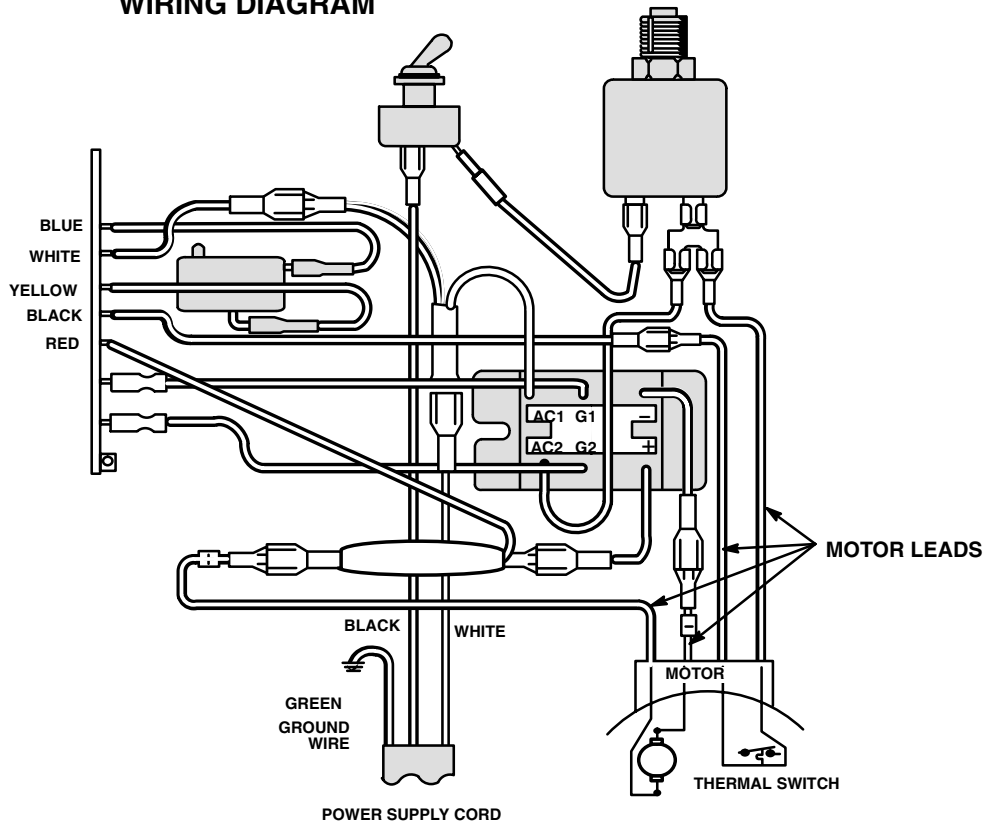 WIRING DIAGRAM
BLUE
WHITE
YELLOW
BLACK
RED
AC1 G1 −
AC2 G2 +
MOTOR LEADS
BLACK
WHITE
GREEN
GROUND
WIRE
MOTOR
THERMAL SWITCH
POWER SUPPLY CORD